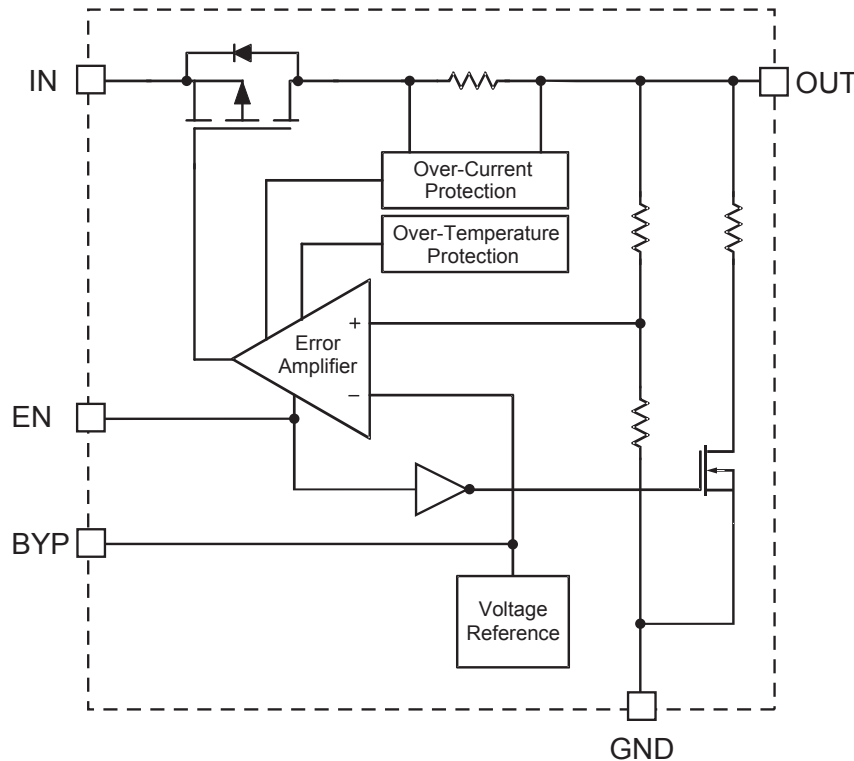 IN
OUT
Over-Current
Protection
Over-Temperature
Protection
+
Error
Amplifier
−
EN
BYP
Voltage
Reference
GND